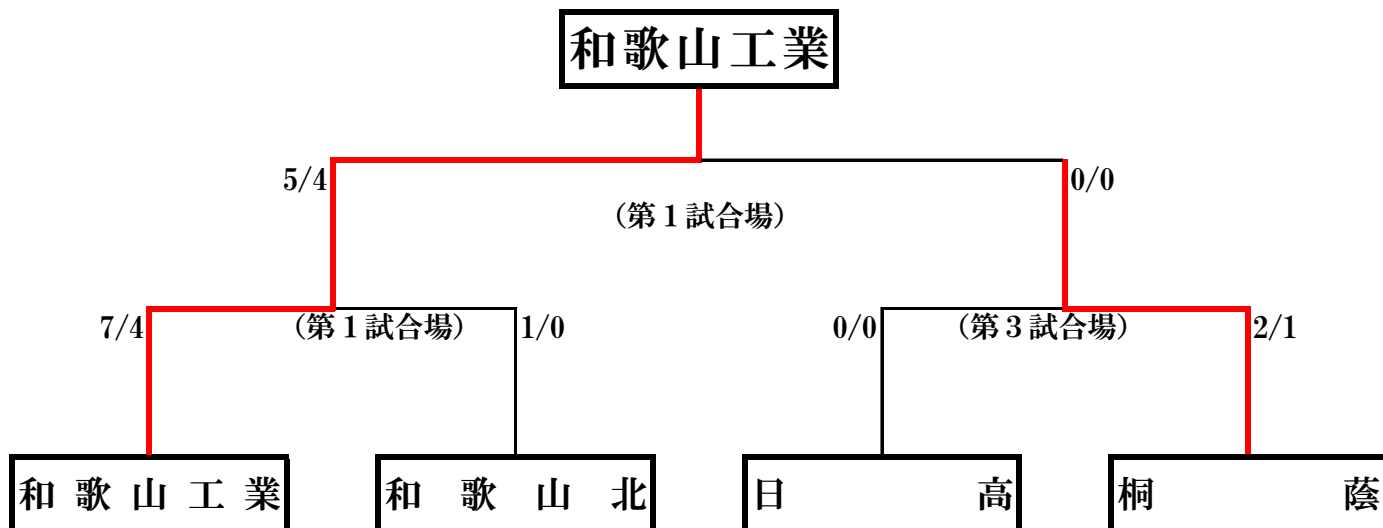 和歌山工業
5/4
0/0
（第１試合場）
7/4
（第１試合場）
1/0
0/0
（第３試合場）
2/1
和歌山工業
和歌山北
日高
桐蔭